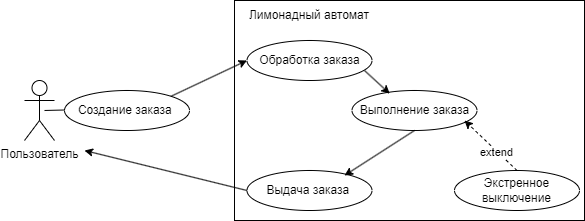 Лимонадный автомат
Обработка заказа
Создание заказа
Выполнение заказа
Пользователь
extend
Выдача заказа
Экстренное
выключение